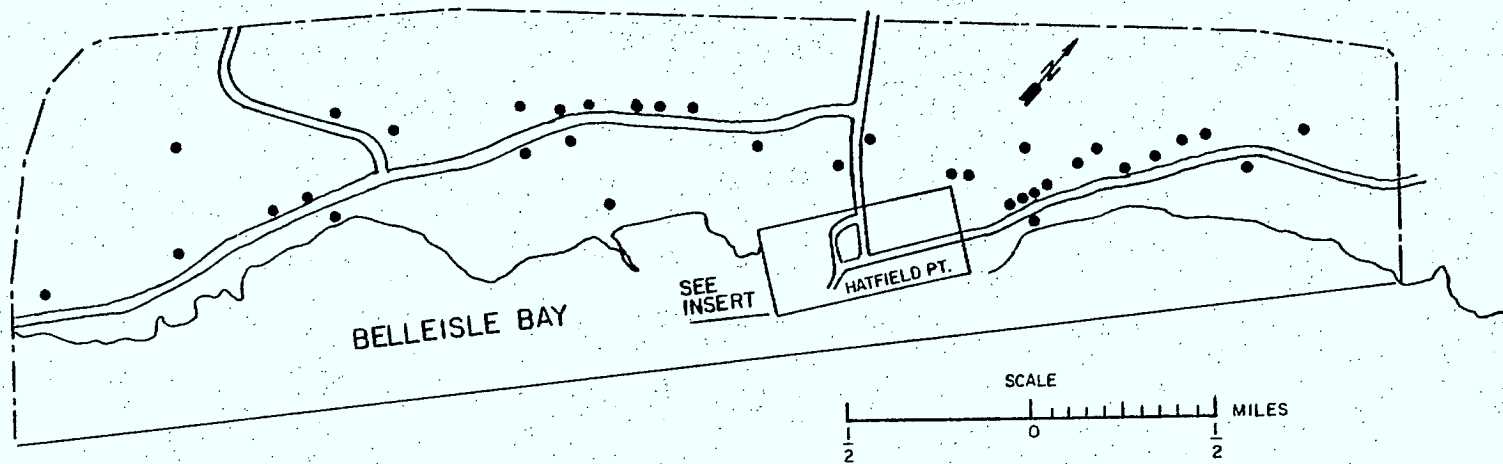 N
SEE
INSERT
HATFIELD PT.
BELLEISLE BAY
SCALE
MILES
1/2
0
1/2